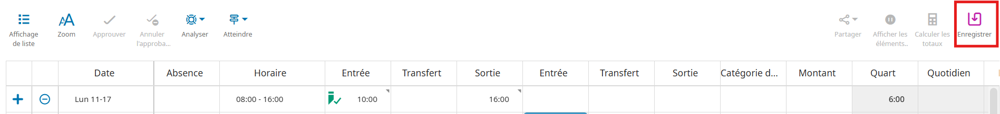 Affichage
de liste
Zoom
Approuver
Annuler
l'approba...
Analyser
Atteindre
Partager
Afficher les
éléments..
Calculer les
totaux
Enregistrer
Date Absence Horaire Entrée Transfert Sortie Entrée Transfert Sortie Catégorie d... Montant Quart Quotidien
Lun 11-17 08:00 - 16:00 10:00 16:00 6:00